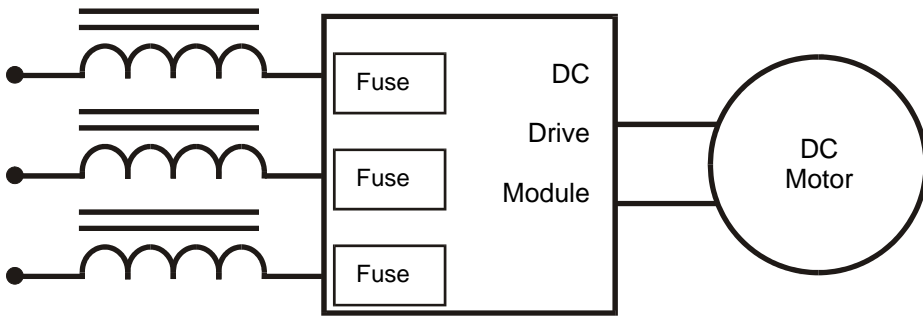 Fuse
Fuse
Fuse
DC
Drive
Module
DC
Motor